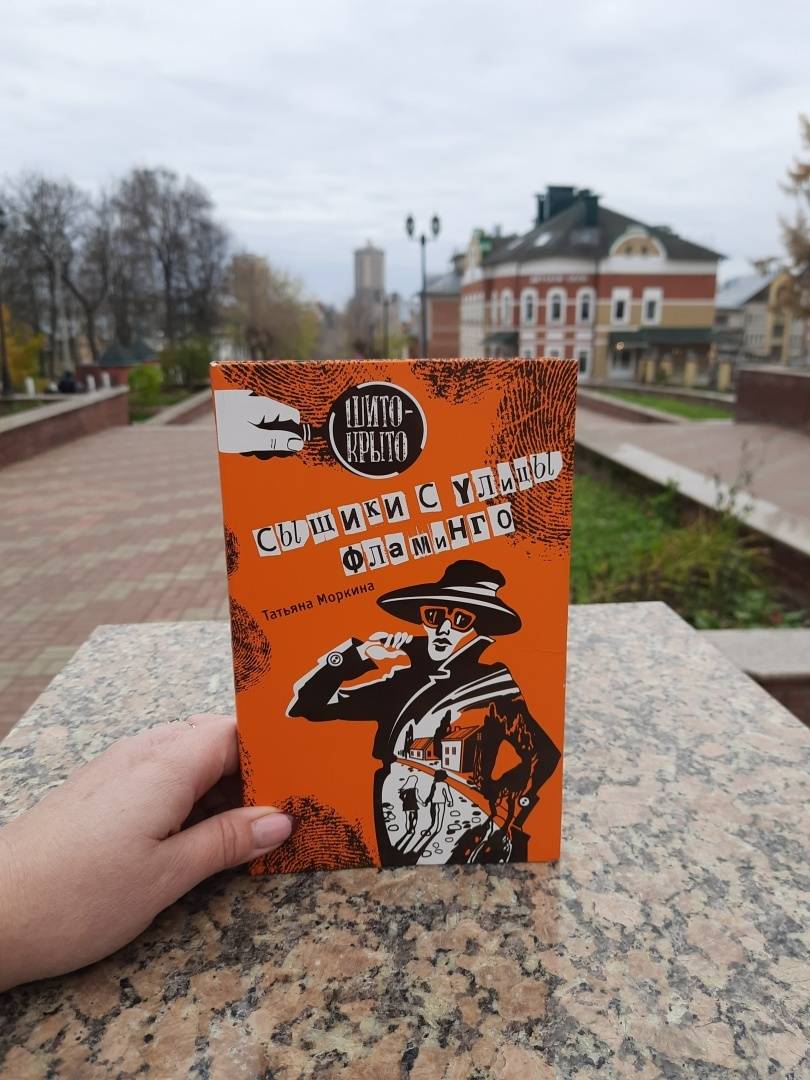 ШИТО-
КРЫТО
СЫЩИКИ С УЛИЦЫ
ФЛАМИНГО
Татьяна Моркина